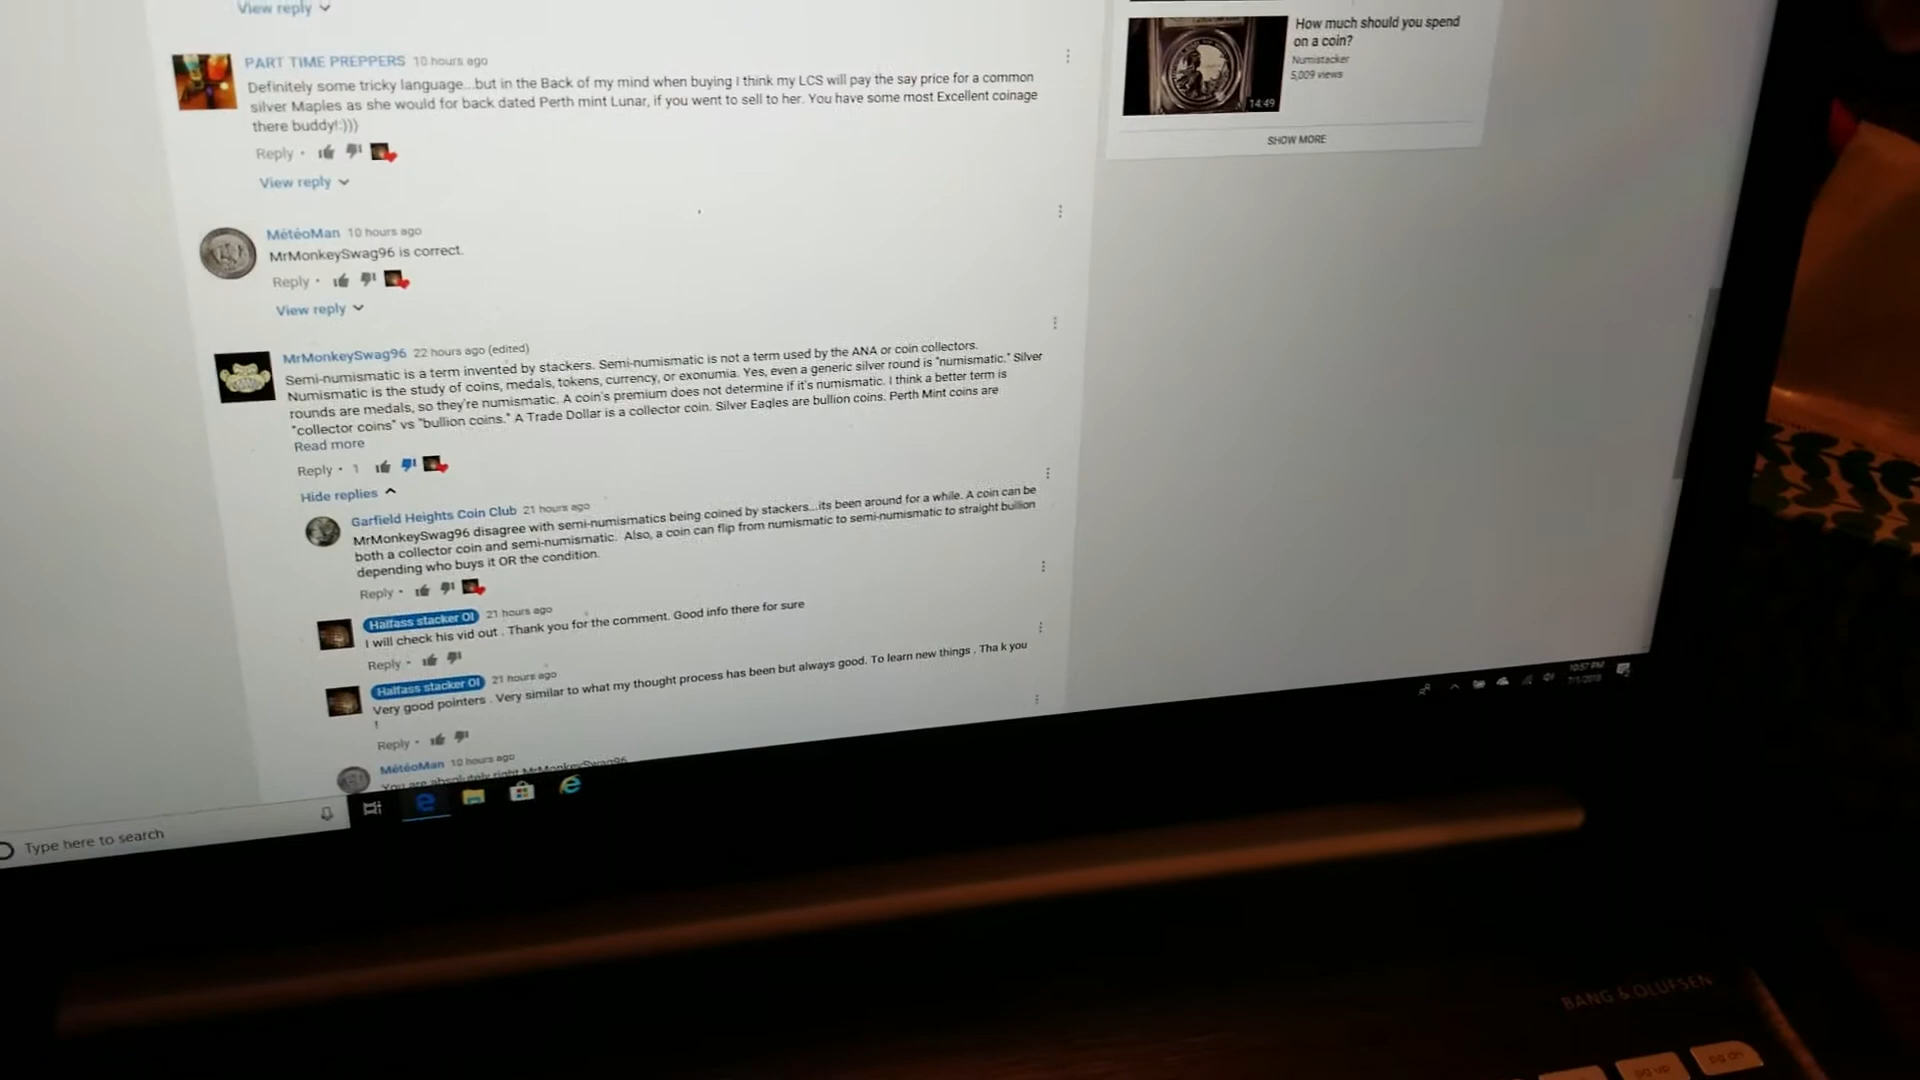 View reply
PART TIME PREPPERS 10 hours ago
Definitely some tricky language...but in the Back of my mind when buying I think my LCS will pay the say price for a common
silver Maples as she would for back dated Perth mint Lunar, if you went to sell to her. You have some most Excellent coinage
there buddy!:)))
Reply
View reply
How much should you spend
on a coin?
Numistacker
5,009 views
14:49
SHOW MORE
MétéoMan 10 hours ago
MrMonkeySwag96 is correct.
Reply
View reply
MrMonkeySwag96 22 hours ago (edited)
Semi-numismatic is a term invented by stackers. Semi-numismatic is not a term used by the ANA or coin collectors.
Numismatic is the study of coins, medals, tokens, currency, or exonumia. Yes, even a generic silver round is "numismatic." Silver
rounds are medals, so they're numismatic. A coin's premium does not determine if it's numismatic. I think a better term is
"collector coins" vs "bullion coins." A Trade Dollar is a collector coin. Silver Eagles are bullion coins. Perth Mint coins are
Read more
Reply 1
Hide replies
Garfield Heights Coin Club 21 hours ago
MrMonkeySwag96 disagree with semi-numismatics being coined by stackers...its been around for a while. A coin can be
both a collector coin and semi-numismatic. Also, a coin can flip from numismatic to semi-numismatic to straight bullion
depending who buys it OR the condition.
Reply
Halfass stacker OI 21 hours ago
I will check his vid out . Thank you for the comment. Good info there for sure
Reply
Halfass stacker OI 21 hours ago
Very good pointers . Very similar to what my thought process has been but always good. To learn new things . Tha k you
!
Reply
MétéoMan 10 hours ago
You are absolutely right MrMonkeySwag96
Type here to search
10:57 PM
BANG & OLUFSEN
pg up
pg dn